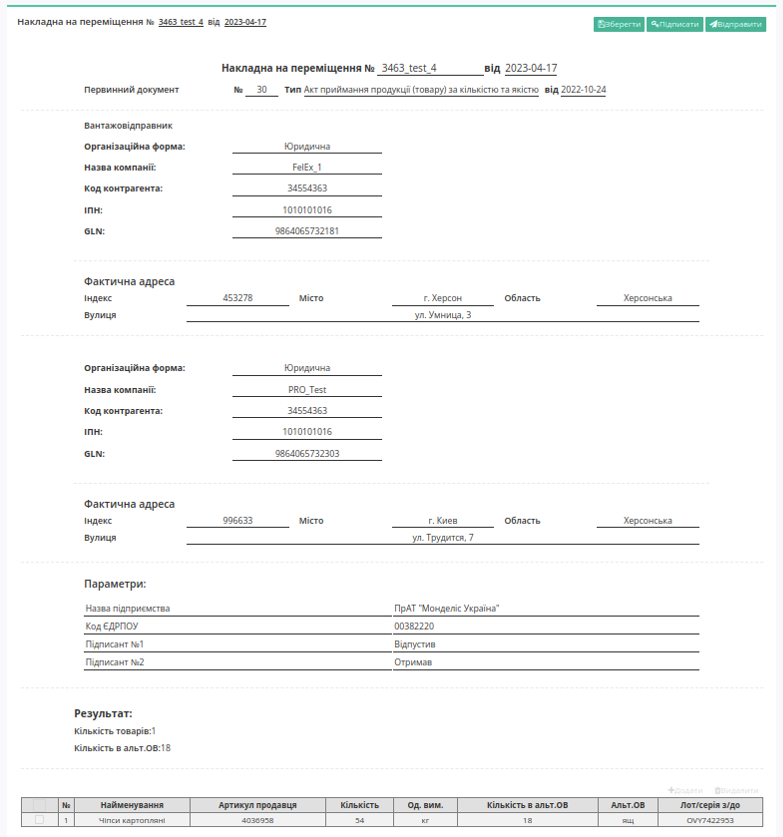 Накладна на переміщення № 3463_test_4 від 2023-04-17
Зберегти Підписати Відправити
Накладна на переміщення № 3463_test_4 від 2023-04-17
Первинний документ № 30 Тип Акт приймання продукції (товару) за кількістю та якістю від 2022-10-24
Вантажовідправник
Організаційна форма: Юридична
Назва компанії: FelEx_1
Код контрагента: 34554363
ІПН: 1010101016
GLN: 9864065732181
Фактична адреса
Індекс 453278 Місто г. Херсон Область Херсонська
Вулиця ул. Умница, 3
Організаційна форма: Юридична
Назва компанії: PRO_Test
Код контрагента: 34554363
ІПН: 1010101016
GLN: 9864065732303
Фактична адреса
Індекс 996633 Місто г. Киев Область Херсонська
Вулиця ул. Трудится, 7
Параметри:
Назва підприємства ПрАТ "Монделіс Україна"
Код ЄДРПОУ 00382220
Підписант №1 Відпустив
Підписант №2 Отримав
Результат:
Кількість товарів:1
Кількість в альт.ОВ:18
Додати Видалити
№ Найменування Артикул продавця Кількість Од. вим. Кількість в альт.ОВ Альт.ОВ Лот/серія з/до
1 Чіпси картопляні 4036958 54 кг 18 ящ OVY7422953